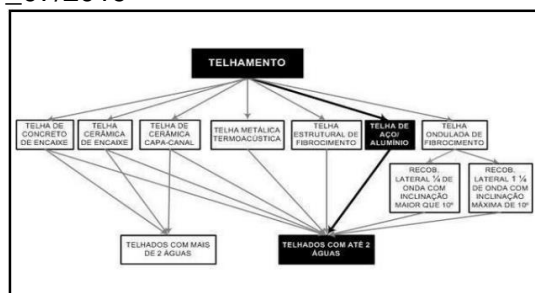 TELHAMENTO
TELHA DE
CONCRETO
DE ENCAIXE
TELHA
CERÂMICA
DE ENCAIXE
TELHA DE
CERÂMICA
CAPA-CANAL
TELHA METÁLICA
TERMOACÚSTICA
TELHA
ESTRUTURAL DE
FIBROCIMENTO
TELHA DE
AÇO/
ALUMÍNIO
TELHA
ONDULADA DE
FIBROCIMENTO
RECOB.
LATERAL ¼ DE
ONDA COM
INCLINAÇÃO
MAIOR QUE 10º
RECOB.
LATERAL 1 ¼
DE ONDA COM
INCLINAÇÃO
MÁXIMA DE 10º
TELHADOS COM MAIS
DE 2 ÁGUAS
TELHADOS COM ATÉ 2
ÁGUAS